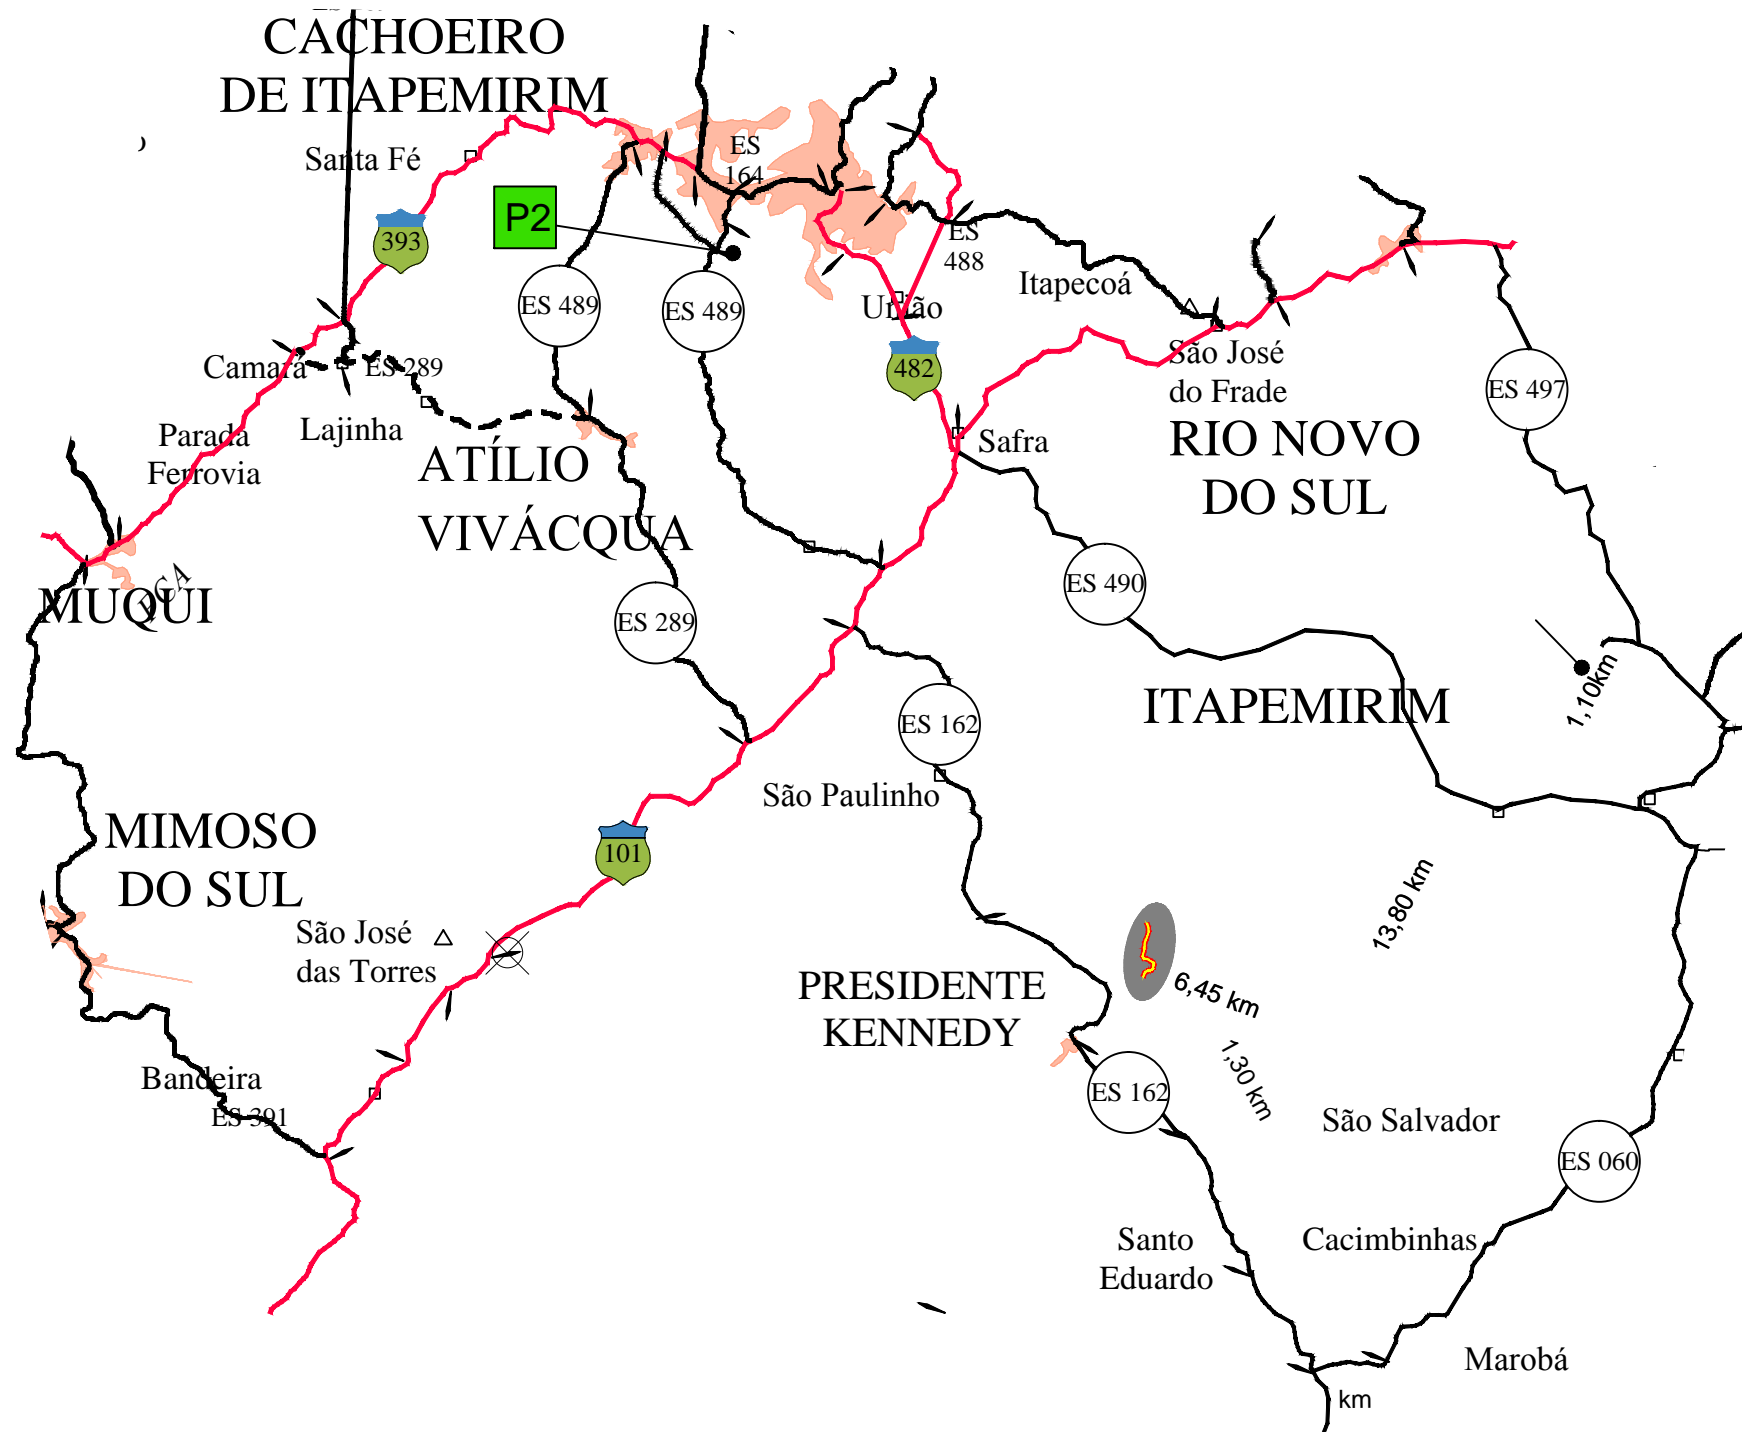 CACHOEIRO
DE ITAPEMIRIM
Santa Fé
ES
164
P2
393
ES
488
ES 489
ES 489
Itapecoá
União
Camará
ES 289
482
São José
do Frade
ES 497
Parada
Ferrovia
Lajinha
ATÍLIO
VIVÁCQUA
Safra
RIO NOVO
DO SUL
MUQUI
ES 289
ES 490
1,10km
ITAPEMIRIM
ES 162
São Paulinho
MIMOSO
DO SUL
101
São José
das Torres
13,80 km
PRESIDENTE
KENNEDY
6,45 km
1,30 km
Bandeira
ES 391
ES 162
São Salvador
ES 060
Santo
Eduardo
Cacimbinhas
Marobá
km